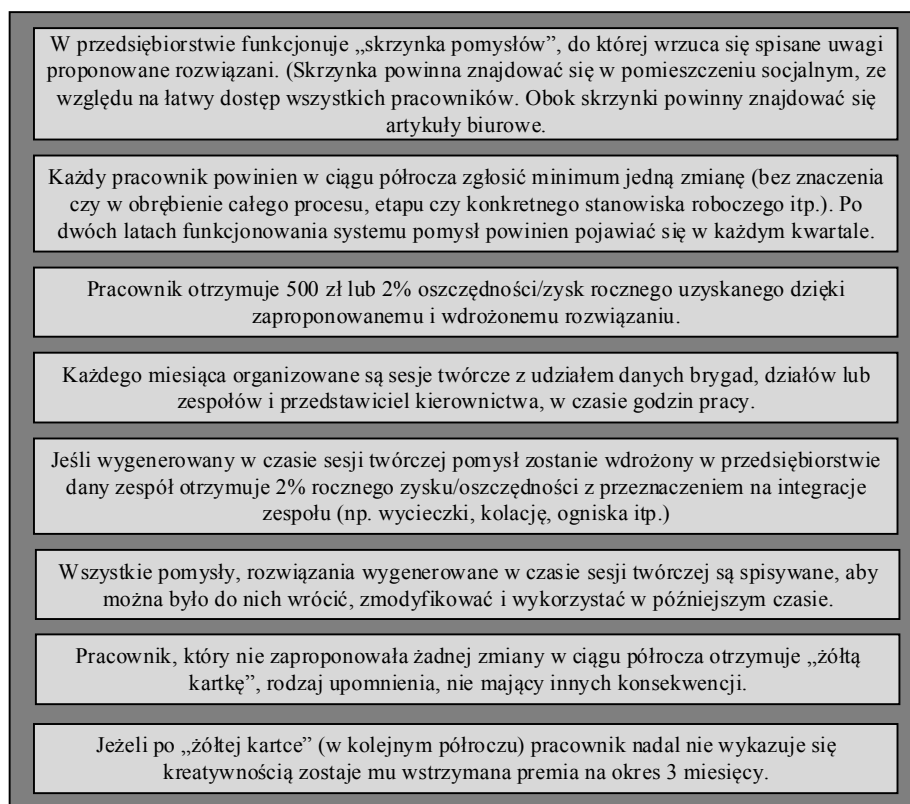 W przedsiębiorstwie funkcjonuje „skrzynka pomysłów”, do której wrzuca się spisane uwagi
proponowane rozwiązani. (Skrzynka powinna znajdować się w pomieszczeniu socjalnym, ze
względu na łatwy dostęp wszystkich pracowników. Obok skrzynki powinny znajdować się
artykuły biurowe.
Każdy pracownik powinien w ciągu półrocza zgłosić minimum jedną zmianę (bez znaczenia
czy w obrębienie całego procesu, etapu czy konkretnego stanowiska roboczego itp.). Po
dwóch latach funkcjonowania systemu pomysł powinien pojawiać się w każdym kwartale.
Pracownik otrzymuje 500 zł lub 2% oszczędności/zysk rocznego uzyskanego dzięki
zaproponowanemu i wdrożonemu rozwiązaniu.
Każdego miesiąca organizowane są sesje twórcze z udziałem danych brygad, działów lub
zespołów i przedstawiciel kierownictwa, w czasie godzin pracy.
Jeśli wygenerowany w czasie sesji twórczej pomysł zostanie wdrożony w przedsiębiorstwie
dany zespół otrzymuje 2% rocznego zysku/oszczędności z przeznaczeniem na integracje
zespołu (np. wycieczki, kolację, ogniska itp.)
Wszystkie pomysły, rozwiązania wygenerowane w czasie sesji twórczej są spisywane, aby
można było do nich wrócić, zmodyfikować i wykorzystać w późniejszym czasie.
Pracownik, który nie zaproponowała żadnej zmiany w ciągu półrocza otrzymuje „żółtą
kartkę”, rodzaj upomnienia, nie mający innych konsekwencji.
Jeżeli po „żółtej kartce” (w kolejnym półroczu) pracownik nadal nie wykazuje się
kreatywnością zostaje mu wstrzymana premia na okres 3 miesięcy.